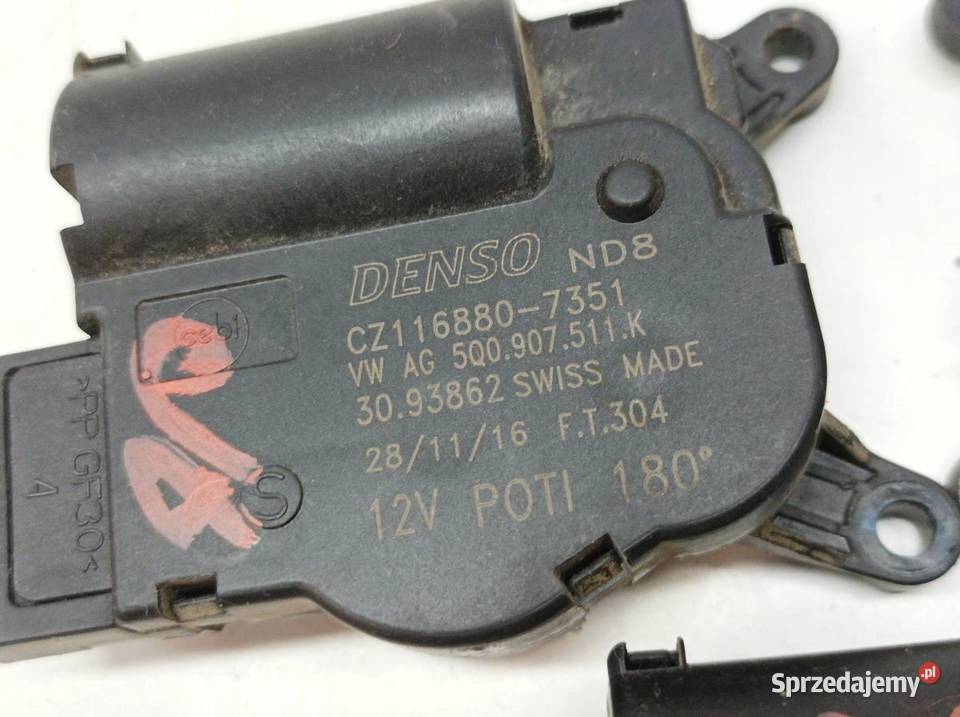 DENSO ND8
CZ116880-7351
VW AG 5Q0.907.511.K
30.93862 SWISS MADE
28/11/16 F.T.304
12V POTI 180°
cebi
S
>PP GF30<
4
Sprzedajemy.pl